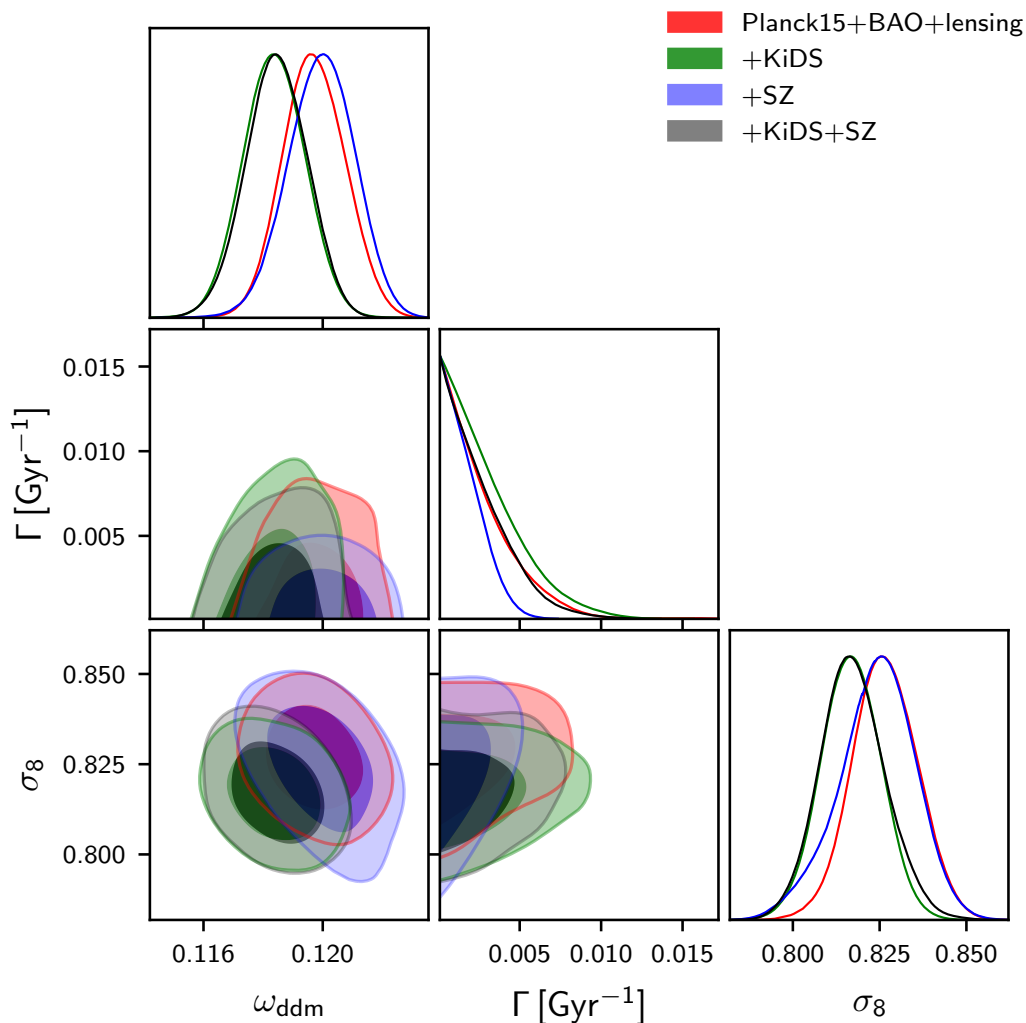 Planck15+BAO+lensing
+KiDS
+SZ
+KiDS+SZ
0.015
0.010
0.005
Γ [Gyr⁻¹]
0.850
0.825
0.800
σ₈
0.116 0.120
0.005 0.010 0.015
0.800 0.825 0.850
ω_ddm
Γ [Gyr⁻¹]
σ₈